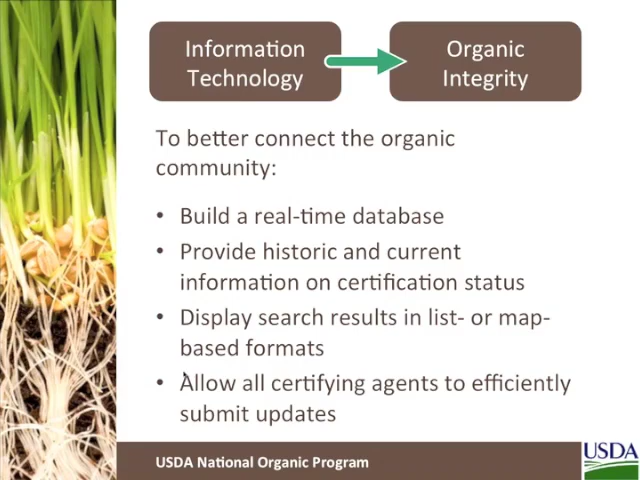 Information
Technology
Organic
Integrity
To better connect the organic
community:
• Build a real-time database
• Provide historic and current
information on certification status
• Display search results in list- or map-
based formats
• Allow all certifying agents to efficiently
submit updates
USDA National Organic Program
USDA